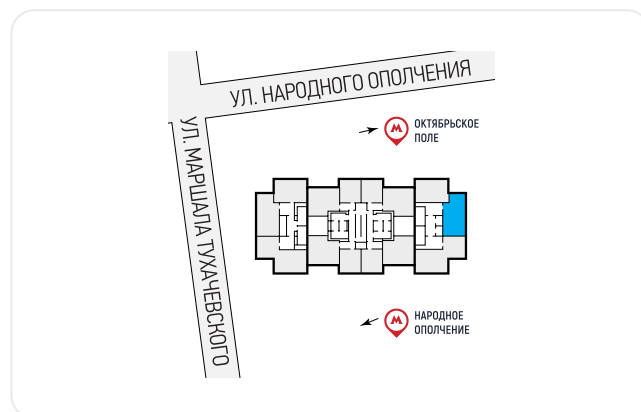 УЛ. НАРОДНОГО ОПОЛЧЕНИЯ
УЛ. МАРШАЛА ТУХАЧЕВСКОГО
М
ОКТЯБРЬСКОЕ
ПОЛЕ
М
НАРОДНОЕ
ОПОЛЧЕНИЕ